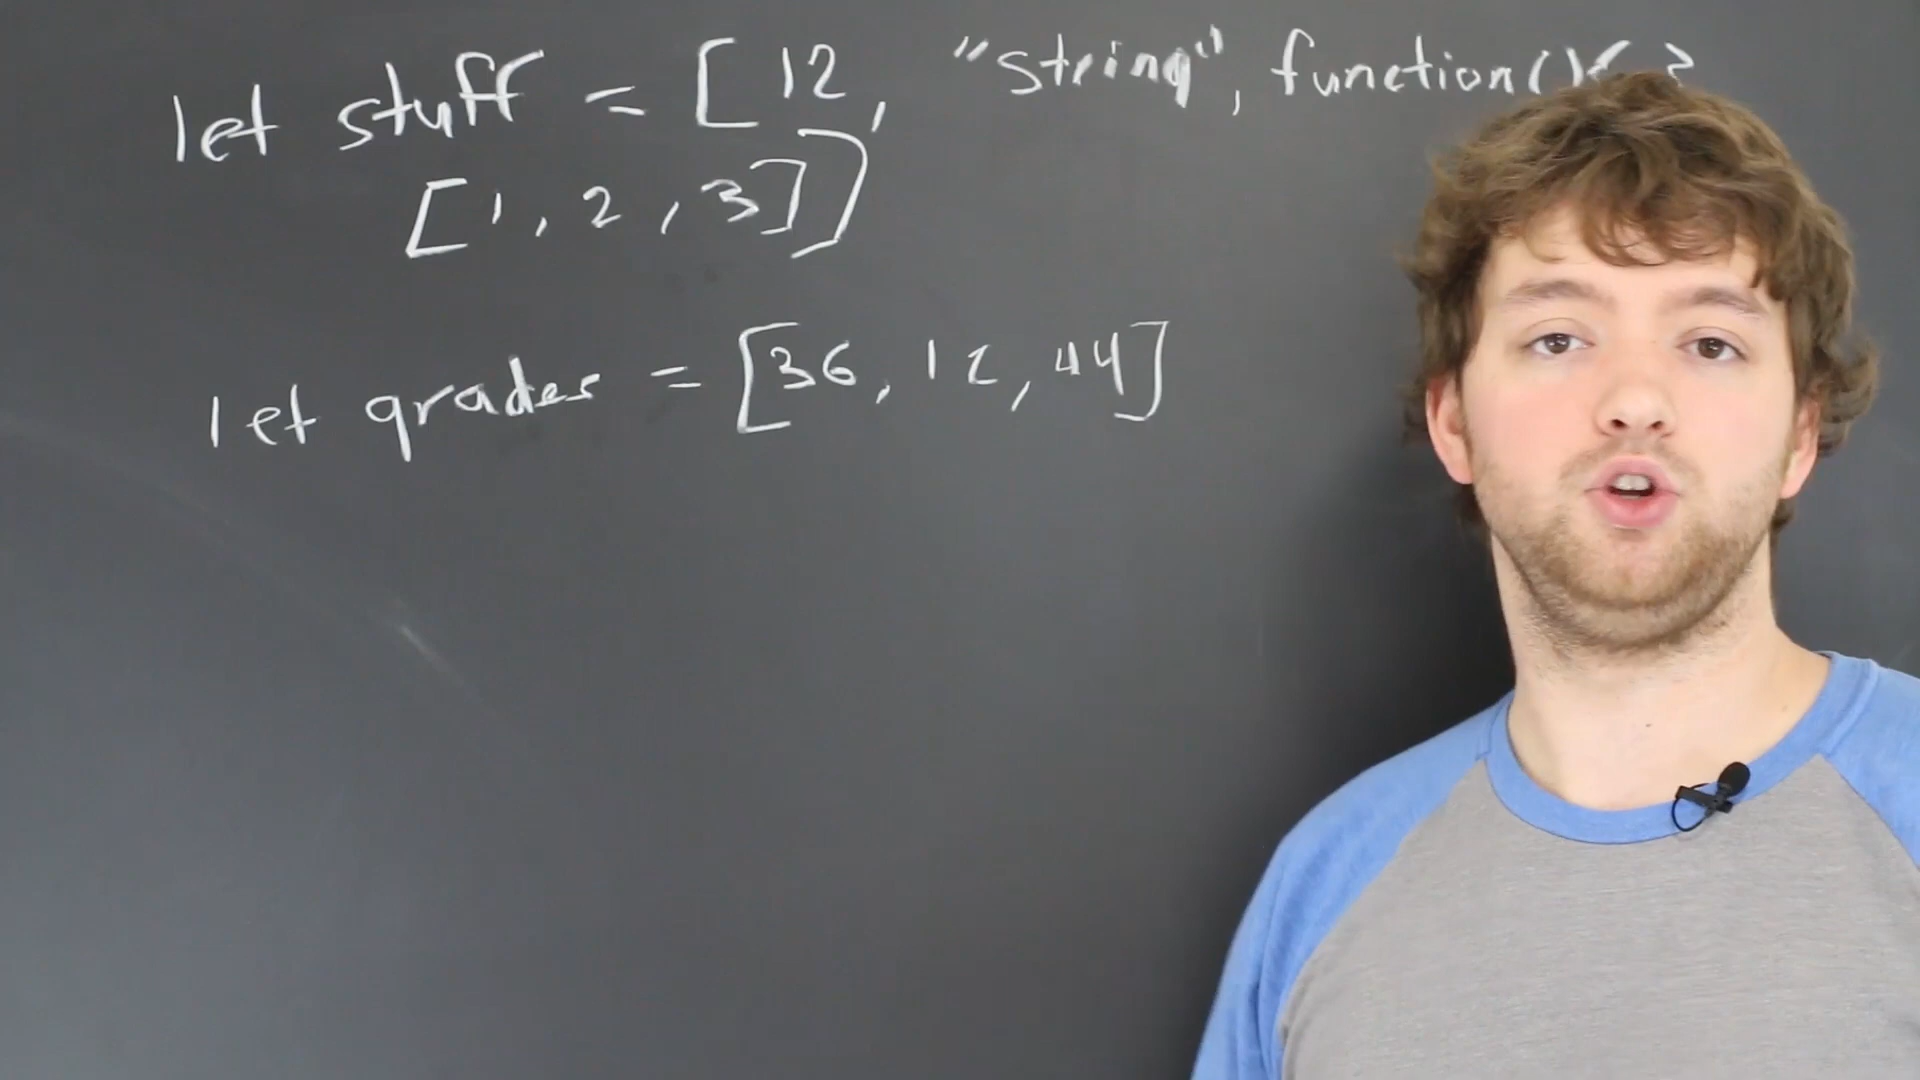 let stuff = [12, "string", function(){ }
[1, 2, 3]]
let grades = [36, 12, 44]